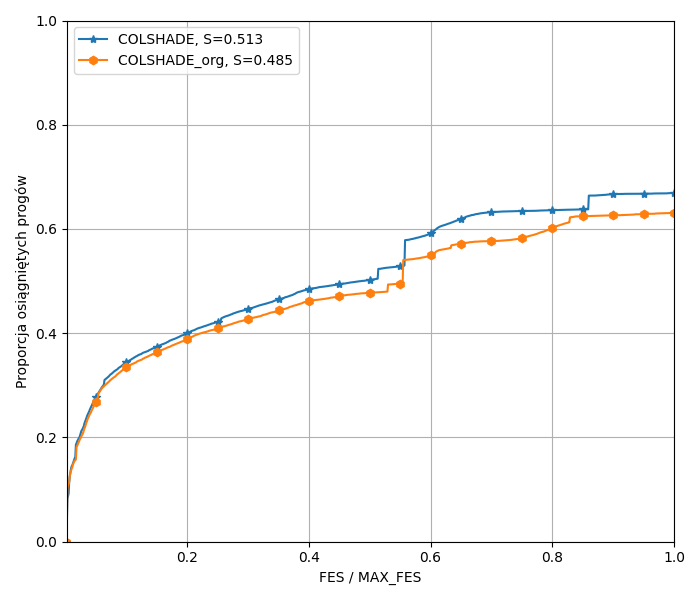 COLSHADE, S=0.513
COLSHADE_org, S=0.485
1.0
0.8
0.6
0.4
0.2
0.0
Proporcja osiągniętych progów
0.2 0.4 0.6 0.8 1.0
FES / MAX_FES